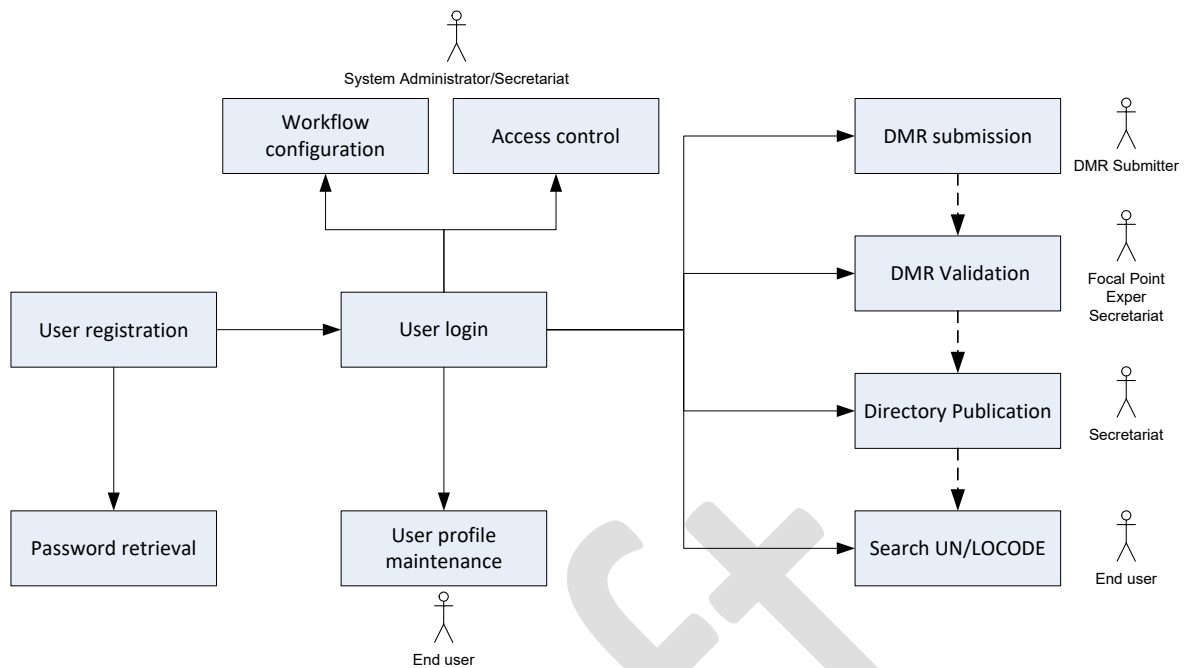 System Administrator/Secretariat
Workflow
configuration
Access control
DMR submission
DMR Submitter
DMR Validation
Focal Point
Exper
Secretariat
User registration
User login
Directory Publication
Secretariat
Password retrieval
User profile
maintenance
Search UN/LOCODE
End user
End user
ft